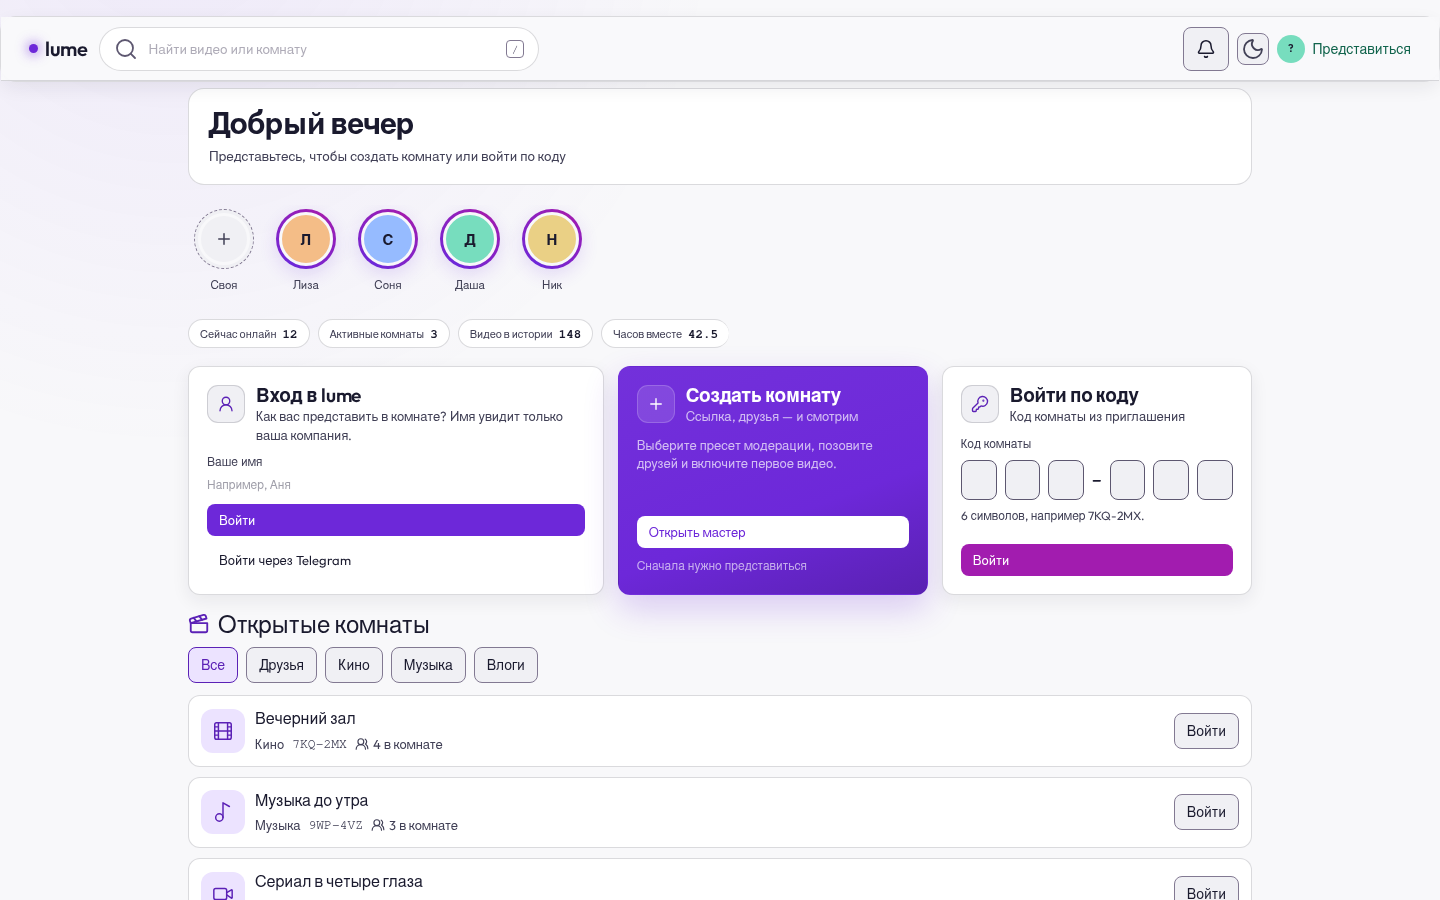 lume
Найти видео или комнату
/
?
Представиться
Добрый вечер
Представьтесь, чтобы создать комнату или войти по коду
Л
С
Д
Н
Своя
Лиза
Соня
Даша
Ник
Сейчас онлайн 12
Активные комнаты 3
Видео в истории 148
Часов вместе 42.5
Вход в lume
Как вас представить в комнате? Имя увидит только
ваша компания.
Ваше имя
Например, Аня
Войти
Войти через Telegram
Создать комнату
Ссылка, друзья — и смотрим
Выберите пресет модерации, позовите
друзей и включите первое видео.
Открыть мастер
Сначала нужно представиться
Войти по коду
Код комнаты из приглашения
Код комнаты
–
6 символов, например 7KQ-2MX.
Войти
Открытые комнаты
Все
Друзья
Кино
Музыка
Влоги
Вечерний зал
Кино 7KQ-2MX 4 в комнате
Войти
Музыка до утра
Музыка 9WP-4VZ 3 в комнате
Войти
Сериал в четыре глаза
Войти